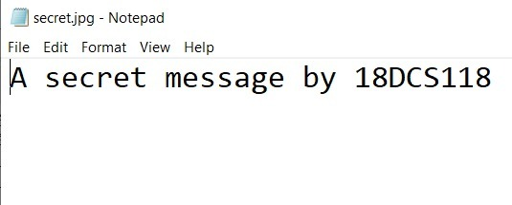 secret.jpg - Notepad
File Edit Format View Help
A secret message by 18DCS118